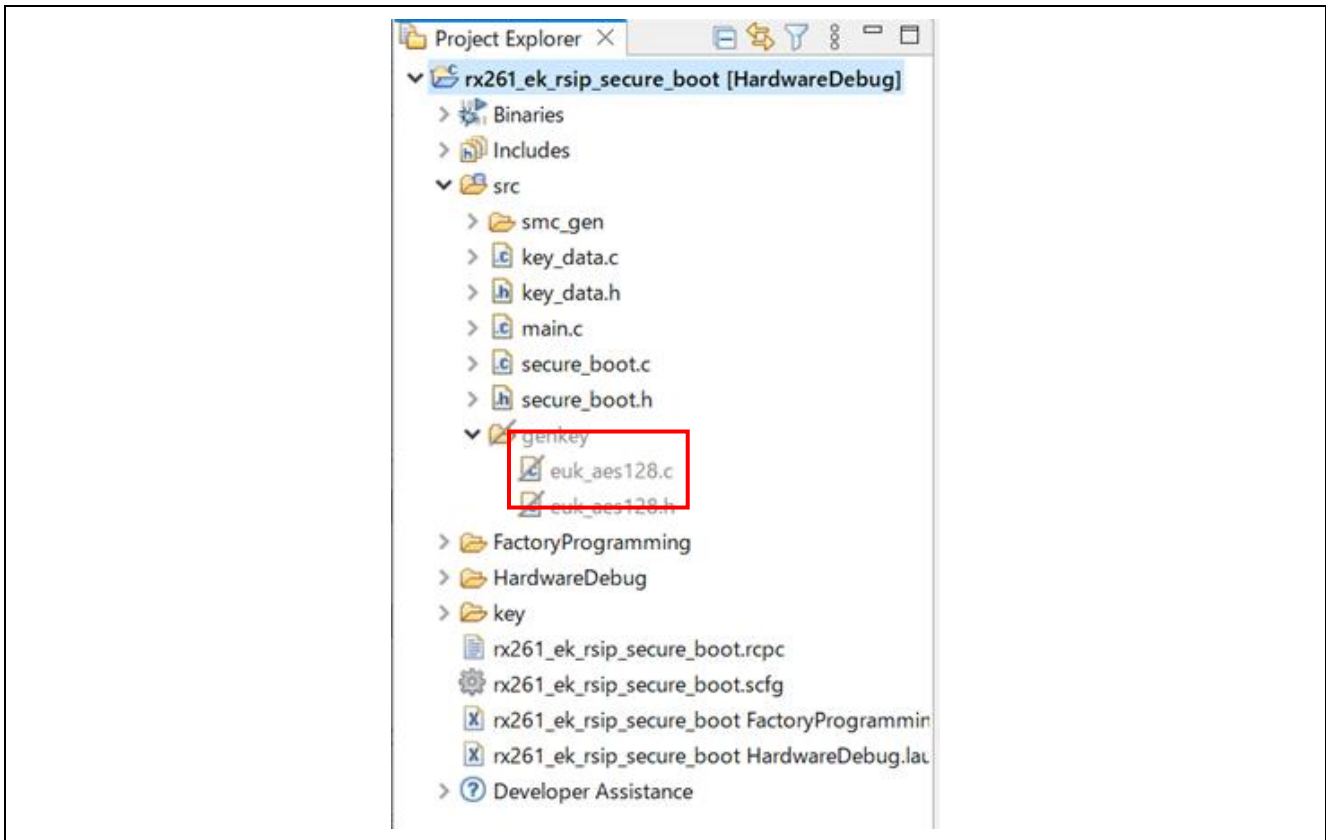 Project Explorer
rx261_ek_rsip_secure_boot [HardwareDebug]
Binaries
Includes
src
smc_gen
key_data.c
key_data.h
main.c
secure_boot.c
secure_boot.h
genkey
euk_aes128.c
euk_aes128.h
FactoryProgramming
HardwareDebug
key
rx261_ek_rsip_secure_boot.rcpc
rx261_ek_rsip_secure_boot.scfg
rx261_ek_rsip_secure_boot FactoryProgrammin
rx261_ek_rsip_secure_boot HardwareDebug.lau
Developer Assistance